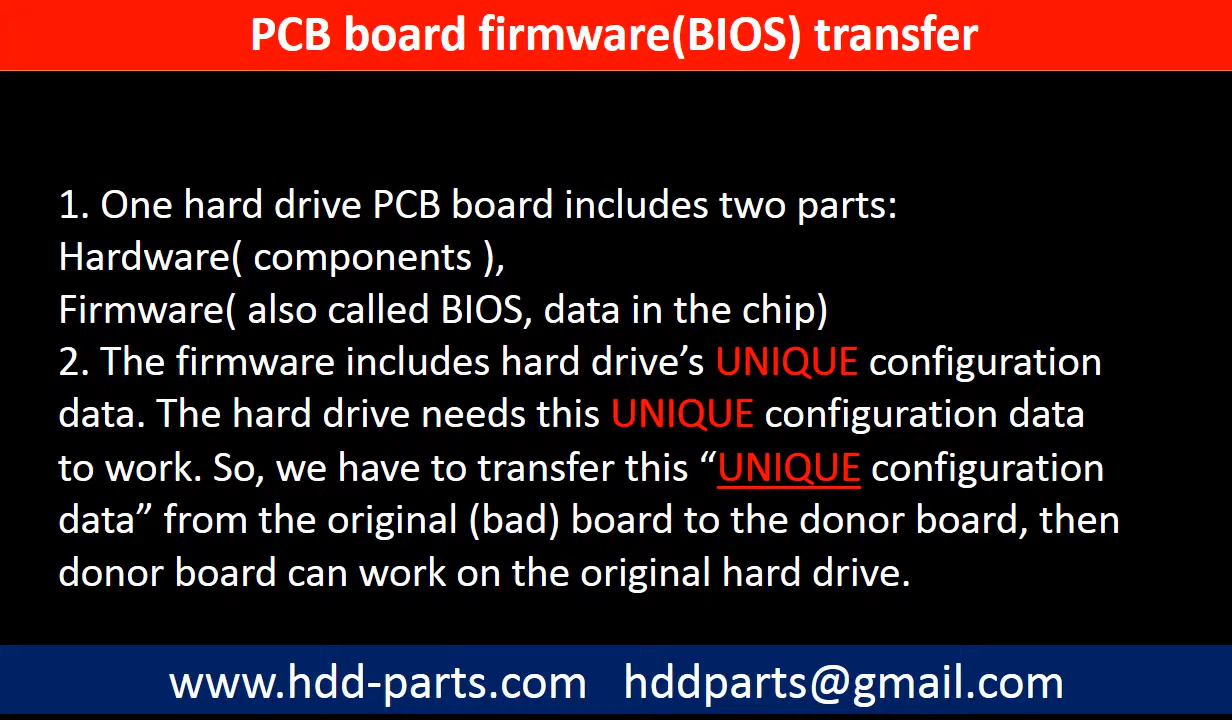 PCB board firmware(BIOS) transfer
1. One hard drive PCB board includes two parts:
Hardware( components ),
Firmware( also called BIOS, data in the chip)
2. The firmware includes hard drive’s UNIQUE configuration
data. The hard drive needs this UNIQUE configuration data
to work. So, we have to transfer this “UNIQUE configuration
data” from the original (bad) board to the donor board, then
donor board can work on the original hard drive.
www.hdd-parts.com hddparts@gmail.com